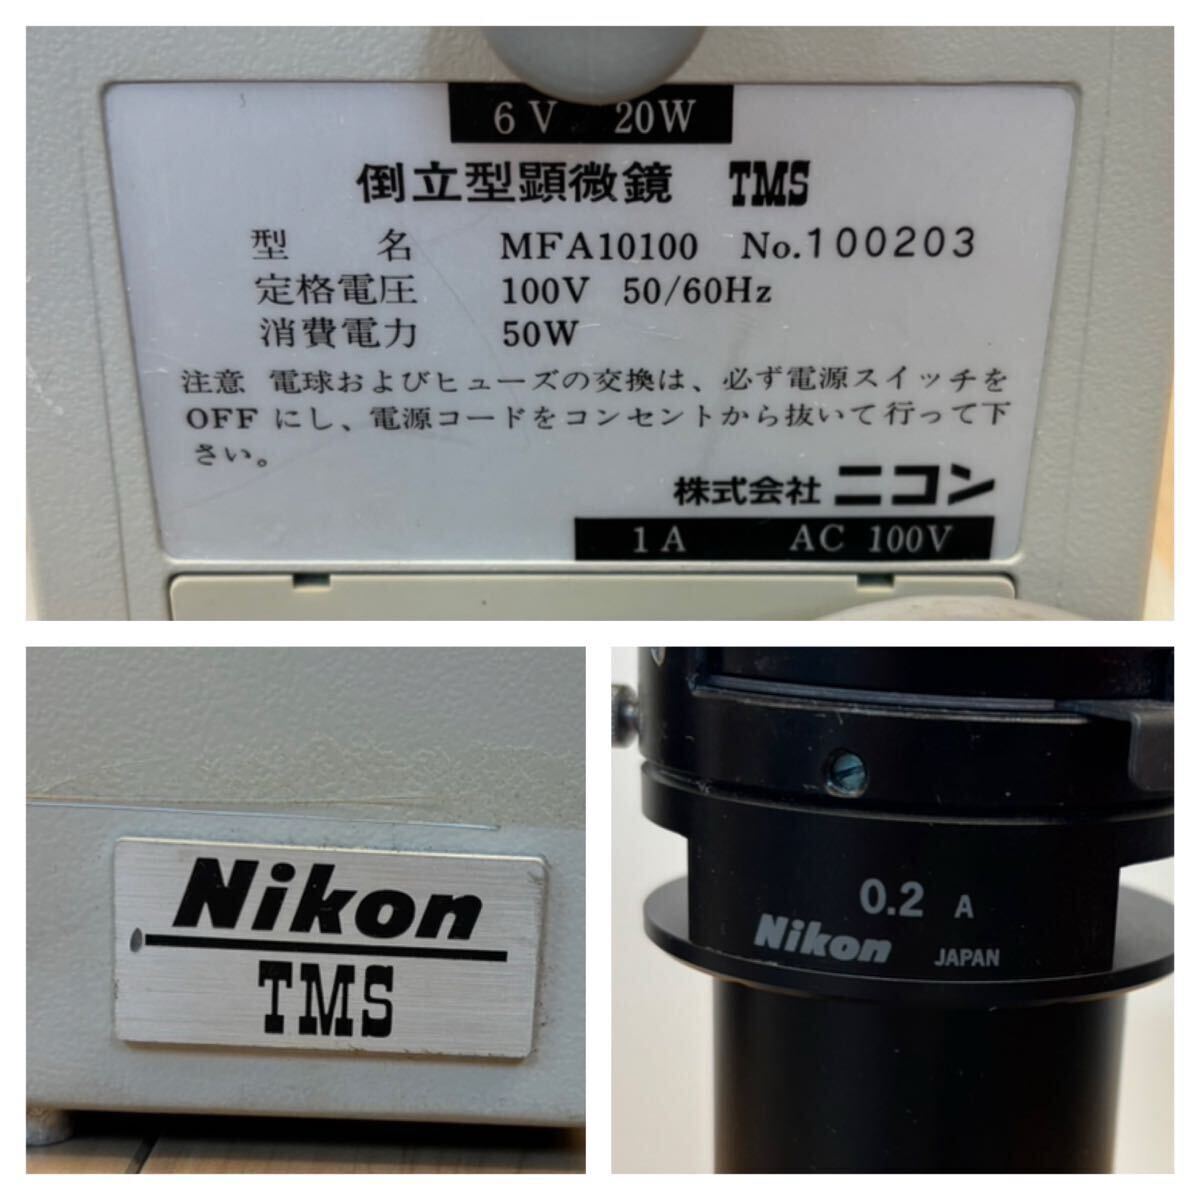 6V 20W
倒立型顕微鏡 TMS
型名 MFA10100 No.100203
定格電圧 100V 50/60Hz
消費電力 50W
注意 電球およびヒューズの交換は、必ず電源スイッチを
OFF にし、電源コードをコンセントから抜いて行って下
さい。
株式会社 ニコン
1A AC 100V
Nikon
TMS
0.2 A
Nikon JAPAN